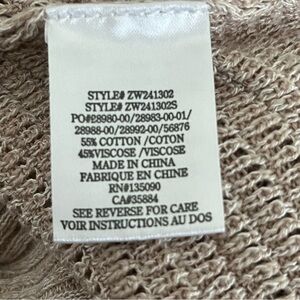 STYLE# ZW241302
STYLE# ZW241302S
PO#£8980-00/28983-00-01/
28988-00/28992-00/56876
55% COTTON /COTON
45%VISCOSE /VISCOSE
MADE IN CHINA
FABRIQUE EN CHINE
RN#135090
CA#35884
SEE REVERSE FOR CARE
VOIR INSTRUCTIONS AU DOS